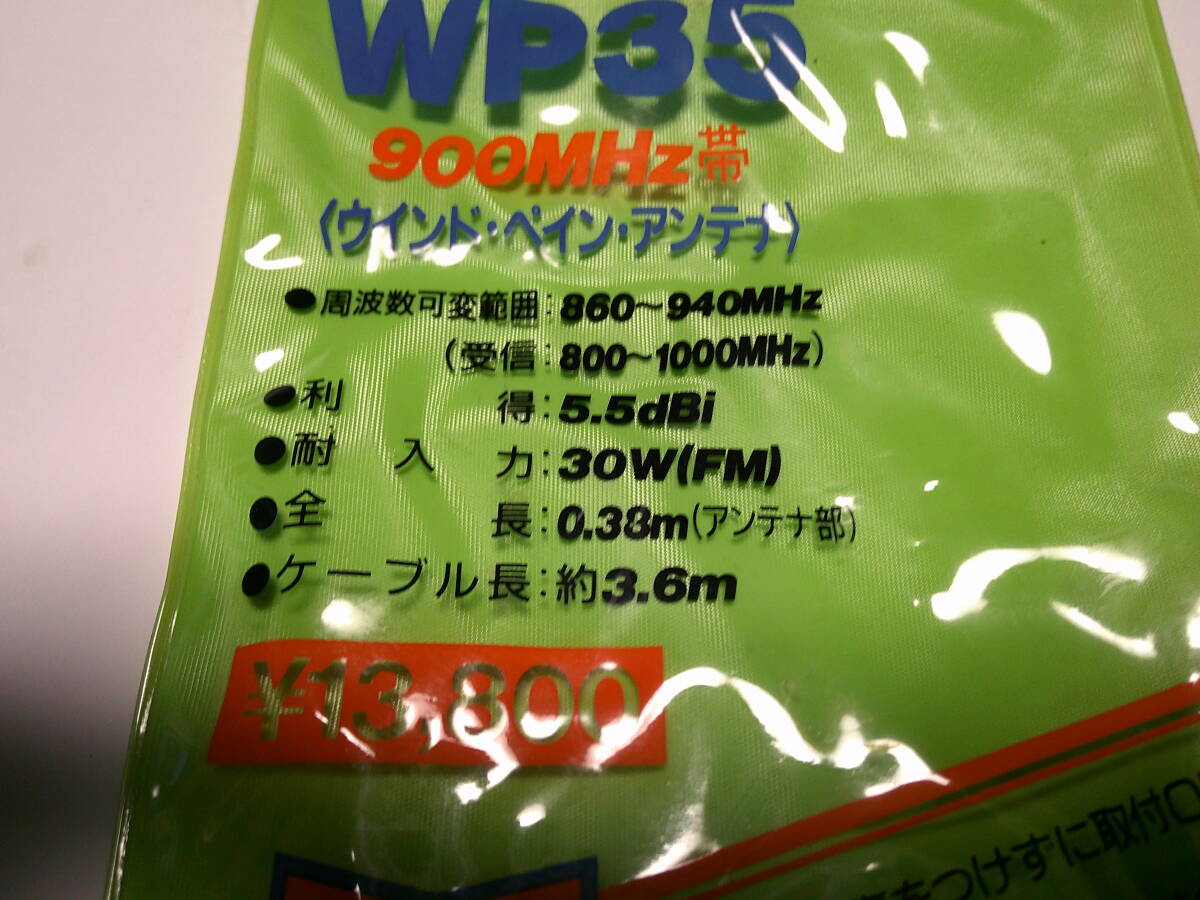 WP35
900MHz帯
〈ウインド・ペイン・アンテナ〉
●周波数可変範囲：860〜940MHz
（受信：800〜1000MHz）
●利得：5.5dBi
●耐入力：30W(FM)
●全長：0.38m（アンテナ部）
●ケーブル長：約3.6m
¥13,800
をつけずに取付